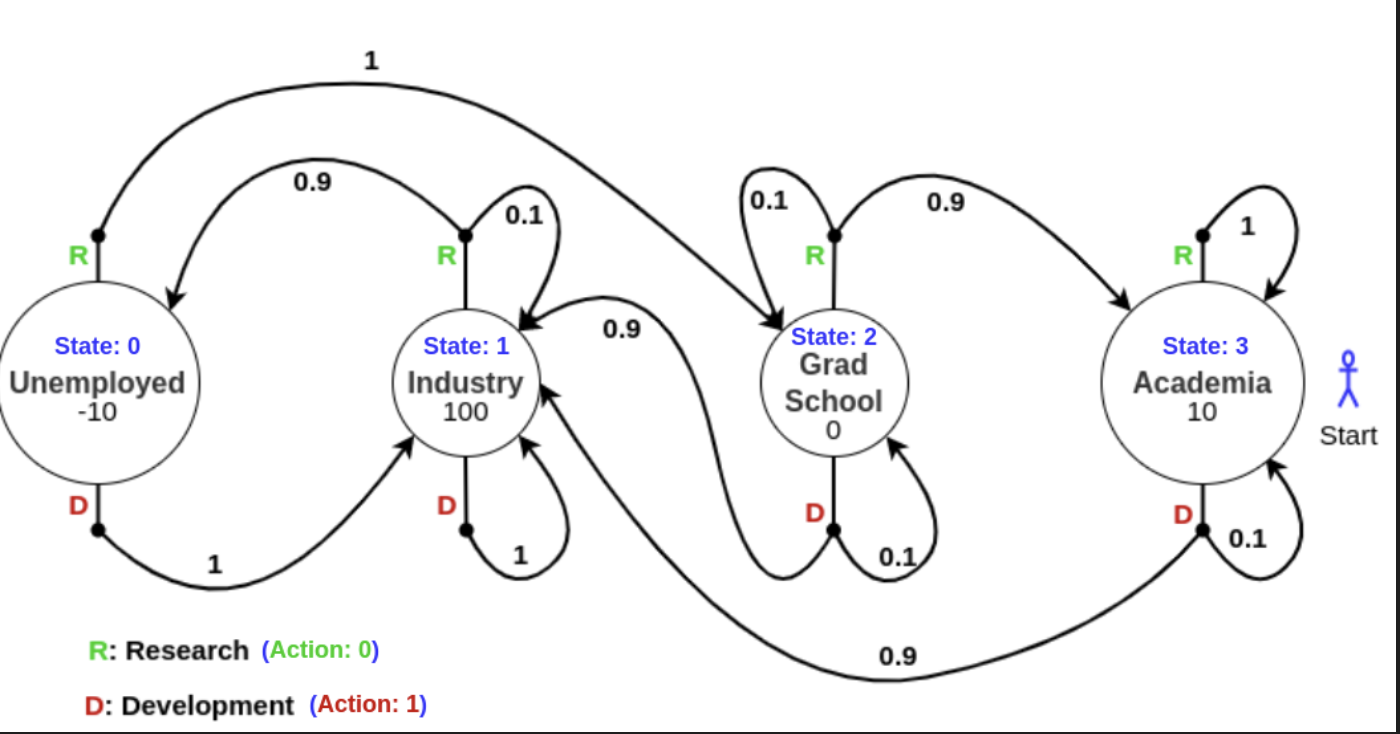 1
0.9
0.1
0.1
0.9
1
R
R
R
R
State: 0
Unemployed
-10
State: 1
Industry
100
0.9
State: 2
Grad
School
0
State: 3
Academia
10
Start
D
D
D
D
1
1
0.1
0.1
0.9
R: Research (Action: 0)
D: Development (Action: 1)